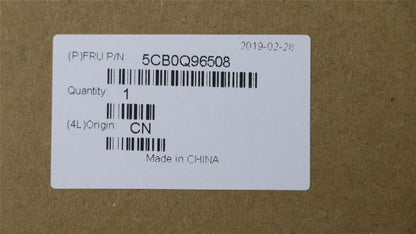 2019-02-28
(P)FRU P/N: 5CB0Q96508
Quantity: 1
(4L)Origin: CN
Made in CHINA